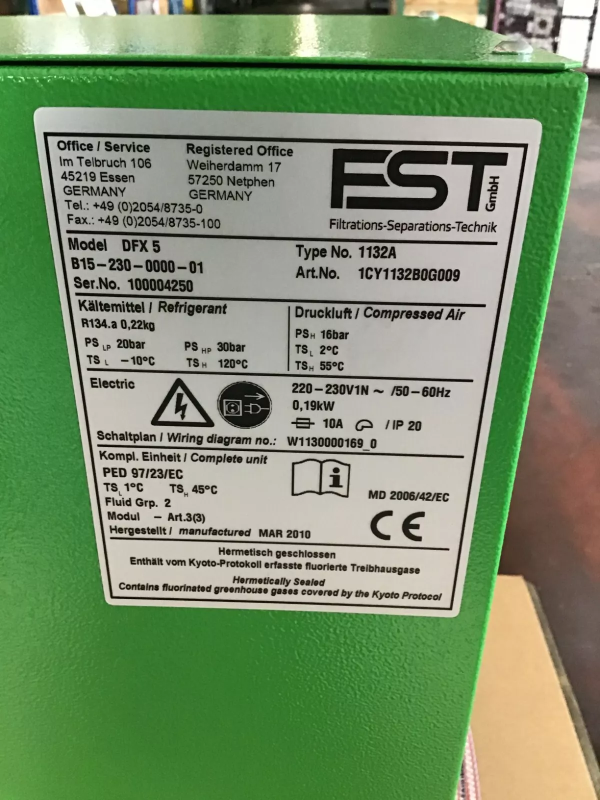 Office / Service
Im Telbruch 106
45219 Essen
GERMANY
Tel.: +49 (0)2054/8735-0
Fax.: +49 (0)2054/8735-100
Registered Office
Weiherdamm 17
57250 Netphen
GERMANY
FST GmbH
Filtrations-Separations-Technik
Model DFX 5
B15-230-0000-01
Ser.No. 100004250
Type No. 1132A
Art.No. 1CY1132B0G009
Kältemittel / Refrigerant
R134.a 0,22kg
PS LP 20bar PS HP 30bar
TS L -10°C TS H 120°C
Druckluft / Compressed Air
PSH 16bar
TSL 2°C
TSH 55°C
Electric
220-230V1N ~ /50-60Hz
0,19kW
10A / IP 20
Schaltplan / Wiring diagram no.: W1130000169_0
Kompl. Einheit / Complete unit
PED 97/23/EC
TSL 1°C TSH 45°C
Fluid Grp. 2
Modul - Art.3(3)
Hergestellt / manufactured MAR 2010
i
MD 2006/42/EC
CE
Hermetisch geschlossen
Enthält vom Kyoto-Protokoll erfasste fluorierte Treibhausgase
Hermetically Sealed
Contains fluorinated greenhouse gases covered by the Kyoto Protocol